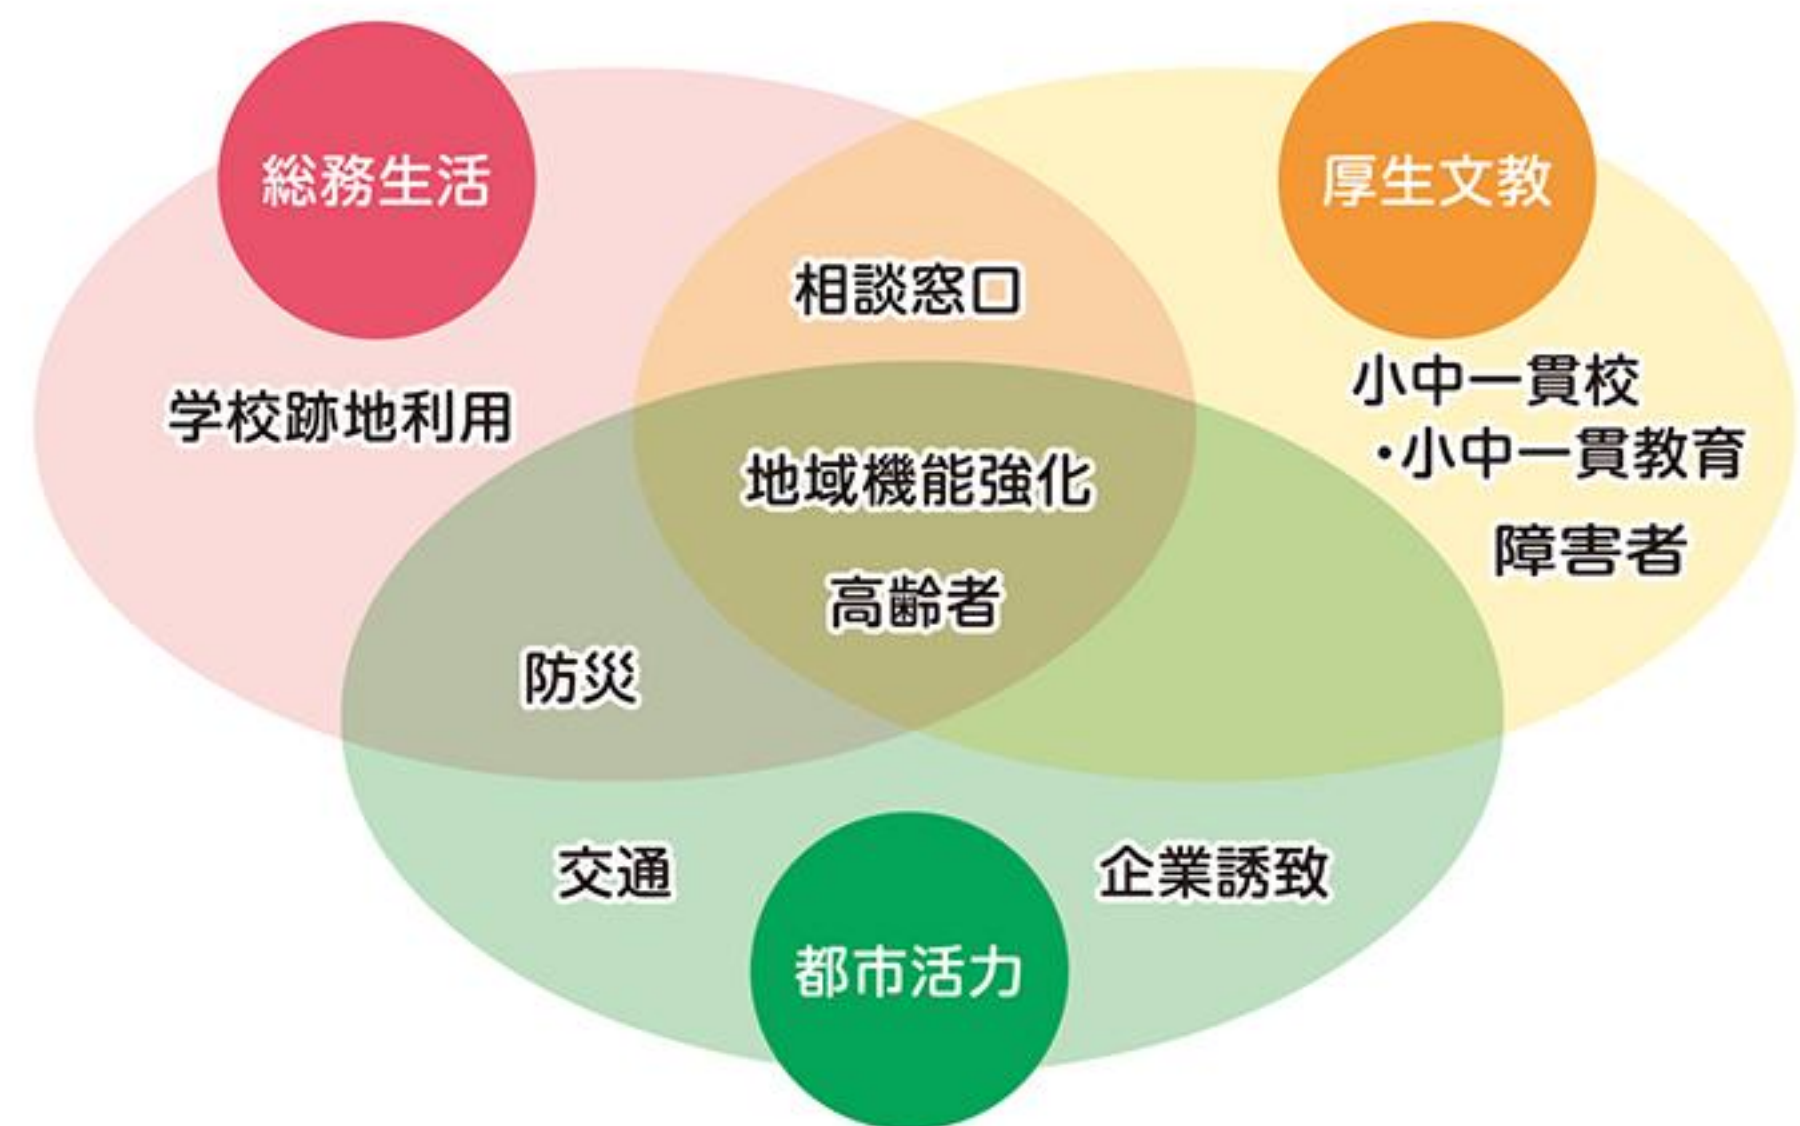 総務生活
厚生文教
相談窓口
学校跡地利用
小中一貫校
・小中一貫教育
地域機能強化
障害者
高齢者
防災
交通
企業誘致
都市活力